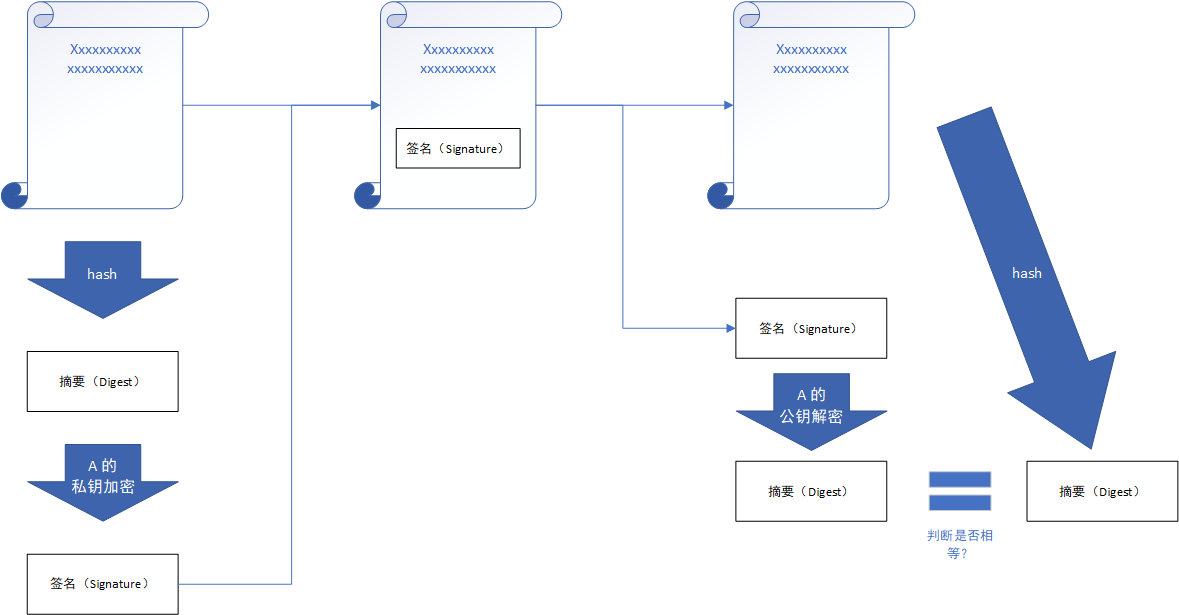 Xxxxxxxxxx
xxxxxxxxxxx
hash
摘要（Digest）
A 的
私钥加密
签名（Signature）
Xxxxxxxxxx
xxxxxxxxxxx
签名（Signature）
Xxxxxxxxxx
xxxxxxxxxxx
签名（Signature）
A 的
公钥解密
摘要（Digest）
判断是否相
等？
hash
摘要（Digest）